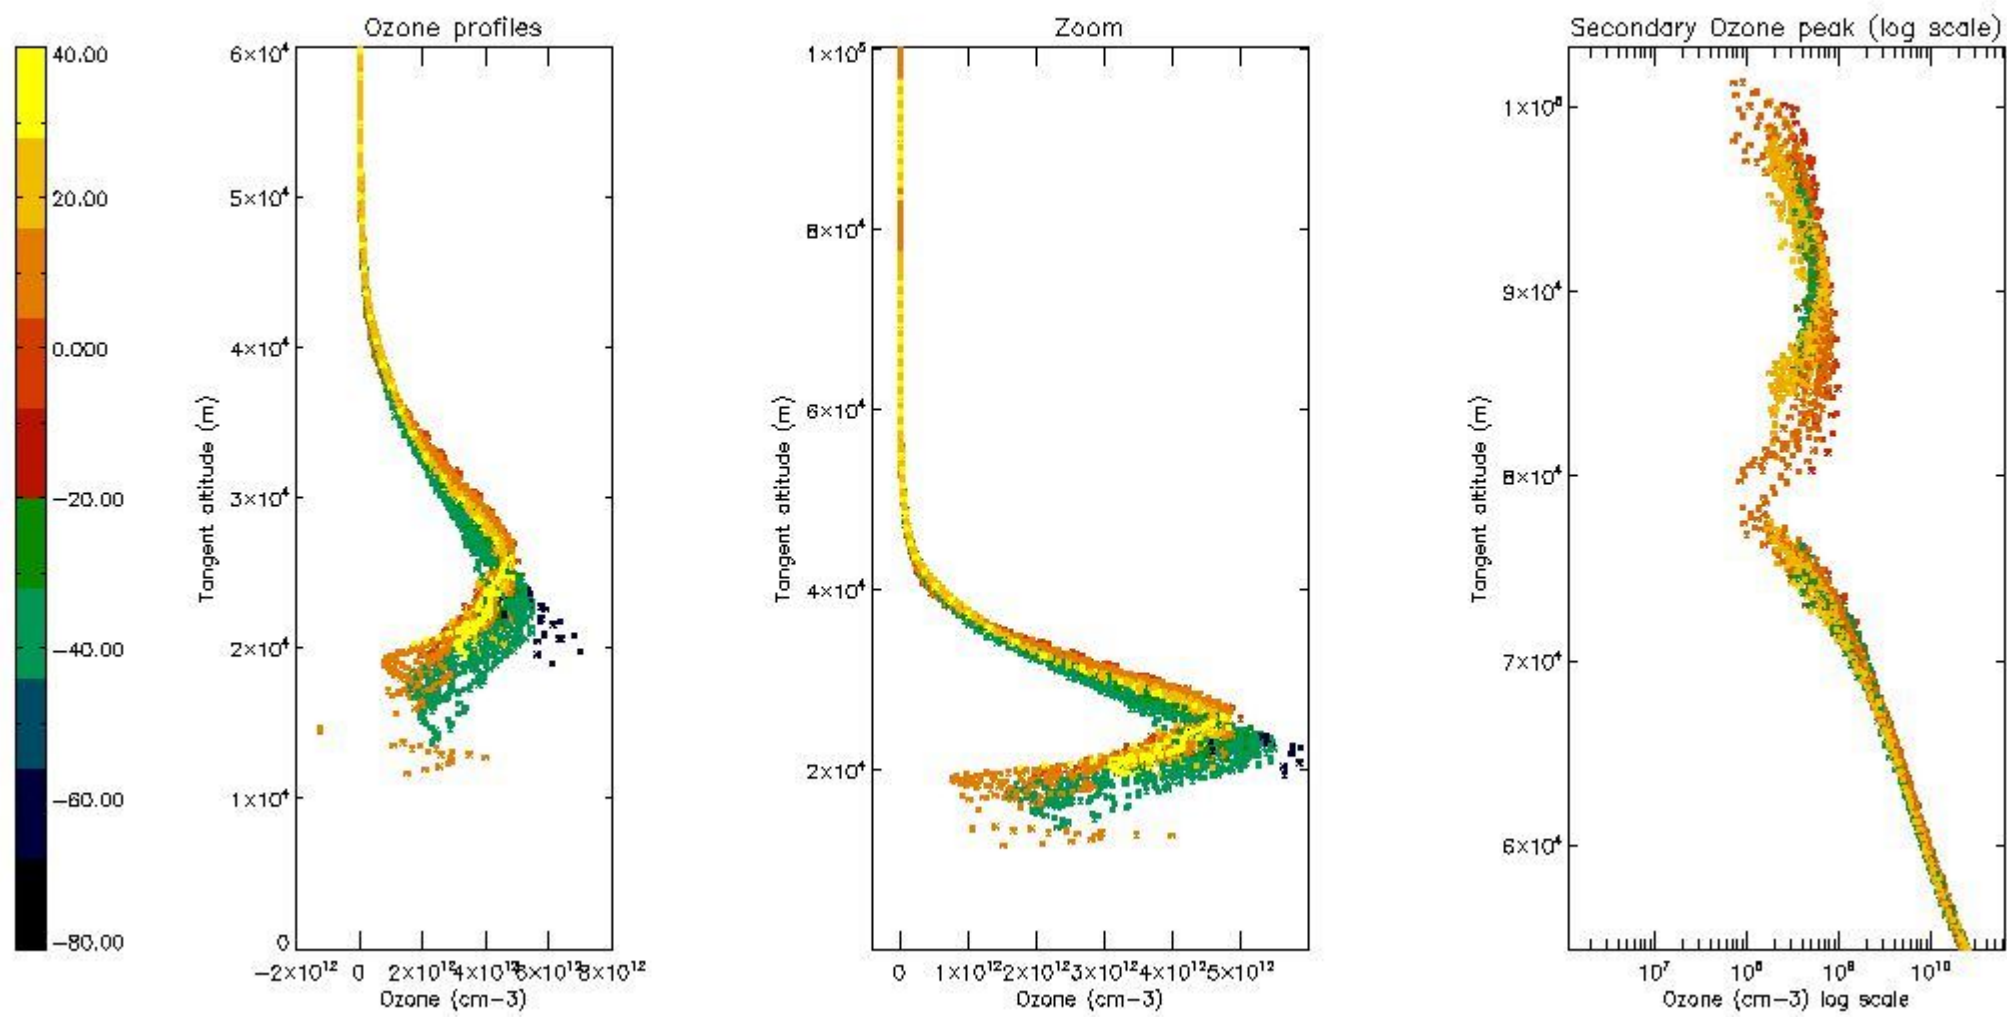 Ozone profiles
Zoom
Secondary Ozone peak (log scale)
40.00
20.00
0.000
−20.00
−40.00
−60.00
−80.00
6×10⁴
5×10⁴
4×10⁴
3×10⁴
2×10⁴
1×10⁴
0
Tangent altitude (m)
−2×10¹² 0 2×10¹² 4×10¹² 6×10¹² 8×10¹²
Ozone (cm−3)
1×10⁵
8×10⁴
6×10⁴
4×10⁴
2×10⁴
Tangent altitude (m)
0 1×10¹² 2×10¹² 3×10¹² 4×10¹² 5×10¹²
Ozone (cm−3)
9×10⁴
8×10⁴
7×10⁴
6×10⁴
Tangent altitude (m)
10⁷ 10⁸ 10⁹ 10¹⁰
Ozone (cm−3) log scale